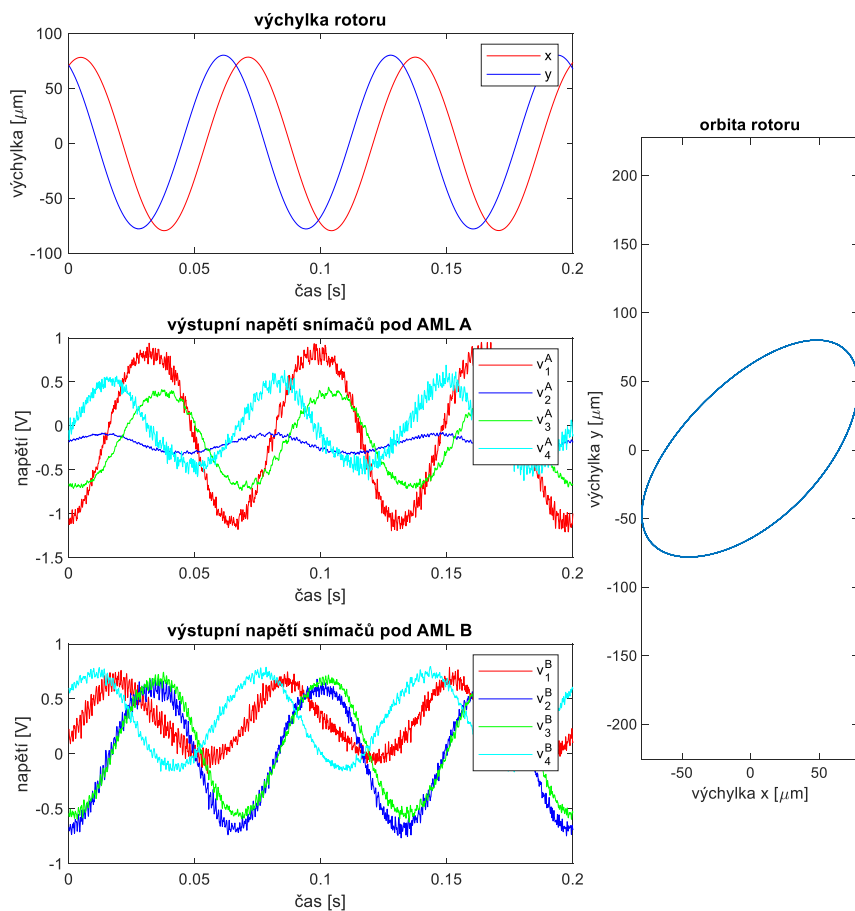 výchylka rotoru
100
50
0
-50
-100
výchylka [μm]
x
y
0
0.05
0.1
0.15
0.2
čas [s]
výstupní napětí snímačů pod AML A
1
0.5
0
-0.5
-1
-1.5
napětí [V]
v₁ᴬ
v₂ᴬ
v₃ᴬ
v₄ᴬ
0
0.05
0.1
0.15
0.2
čas [s]
výstupní napětí snímačů pod AML B
1
0.5
0
-0.5
-1
napětí [V]
v₁ᴮ
v₂ᴮ
v₃ᴮ
v₄ᴮ
0
0.05
0.1
0.15
0.2
čas [s]
orbita rotoru
200
150
100
50
0
-50
-100
-150
-200
výchylka y [μm]
-50
0
50
výchylka x [μm]